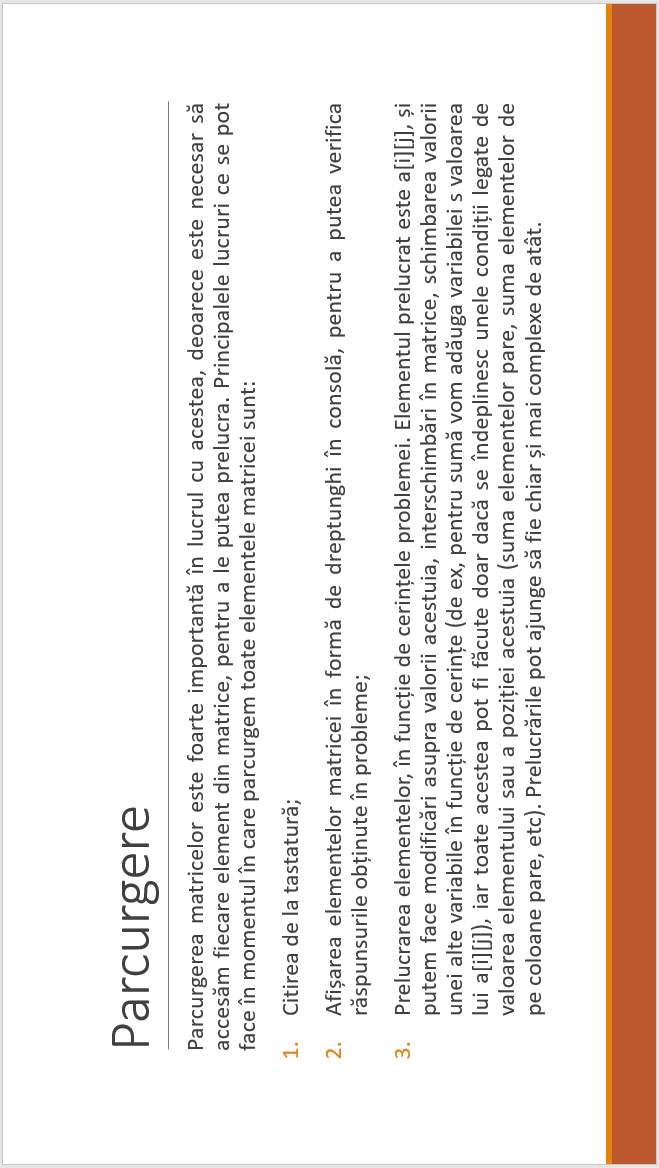 Parcurgere
Parcurgerea matricelor este foarte importantă în lucrul cu acestea, deoarece este necesar să
accesăm fiecare element din matrice, pentru a le putea prelucra. Principalele lucruri ce se pot
face în momentul în care parcurgem toate elementele matricei sunt:
1. Citirea de la tastatură;
2. Afișarea elementelor matricei în formă de dreptunghi în consolă, pentru a putea verifica
răspunsurile obținute în probleme;
3. Prelucrarea elementelor, în funcție de cerințele problemei. Elementul prelucrat este a[i][j], și
putem face modificări asupra valorii acestuia, interschimbări în matrice, schimbarea valorii
unei alte variabile în funcție de cerințe (de ex, pentru sumă vom adăuga variabilei s valoarea
lui a[i][j]), iar toate acestea pot fi făcute doar dacă se îndeplinesc unele condiții legate de
valoarea elementului sau a poziției acestuia (suma elementelor pare, suma elementelor de
pe coloane pare, etc). Prelucrările pot ajunge să fie chiar și mai complexe de atât.